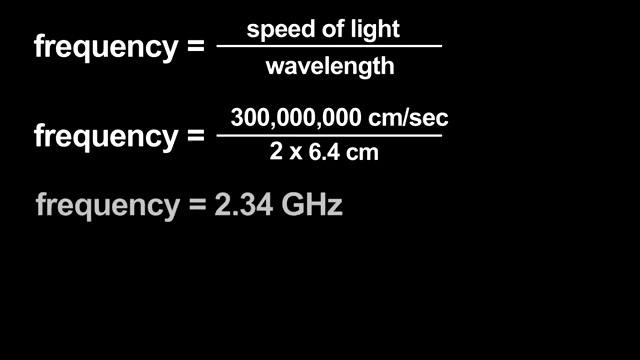 frequency = speed of light
wavelength
frequency = 300,000,000 cm/sec
2 x 6.4 cm
frequency = 2.34 GHz